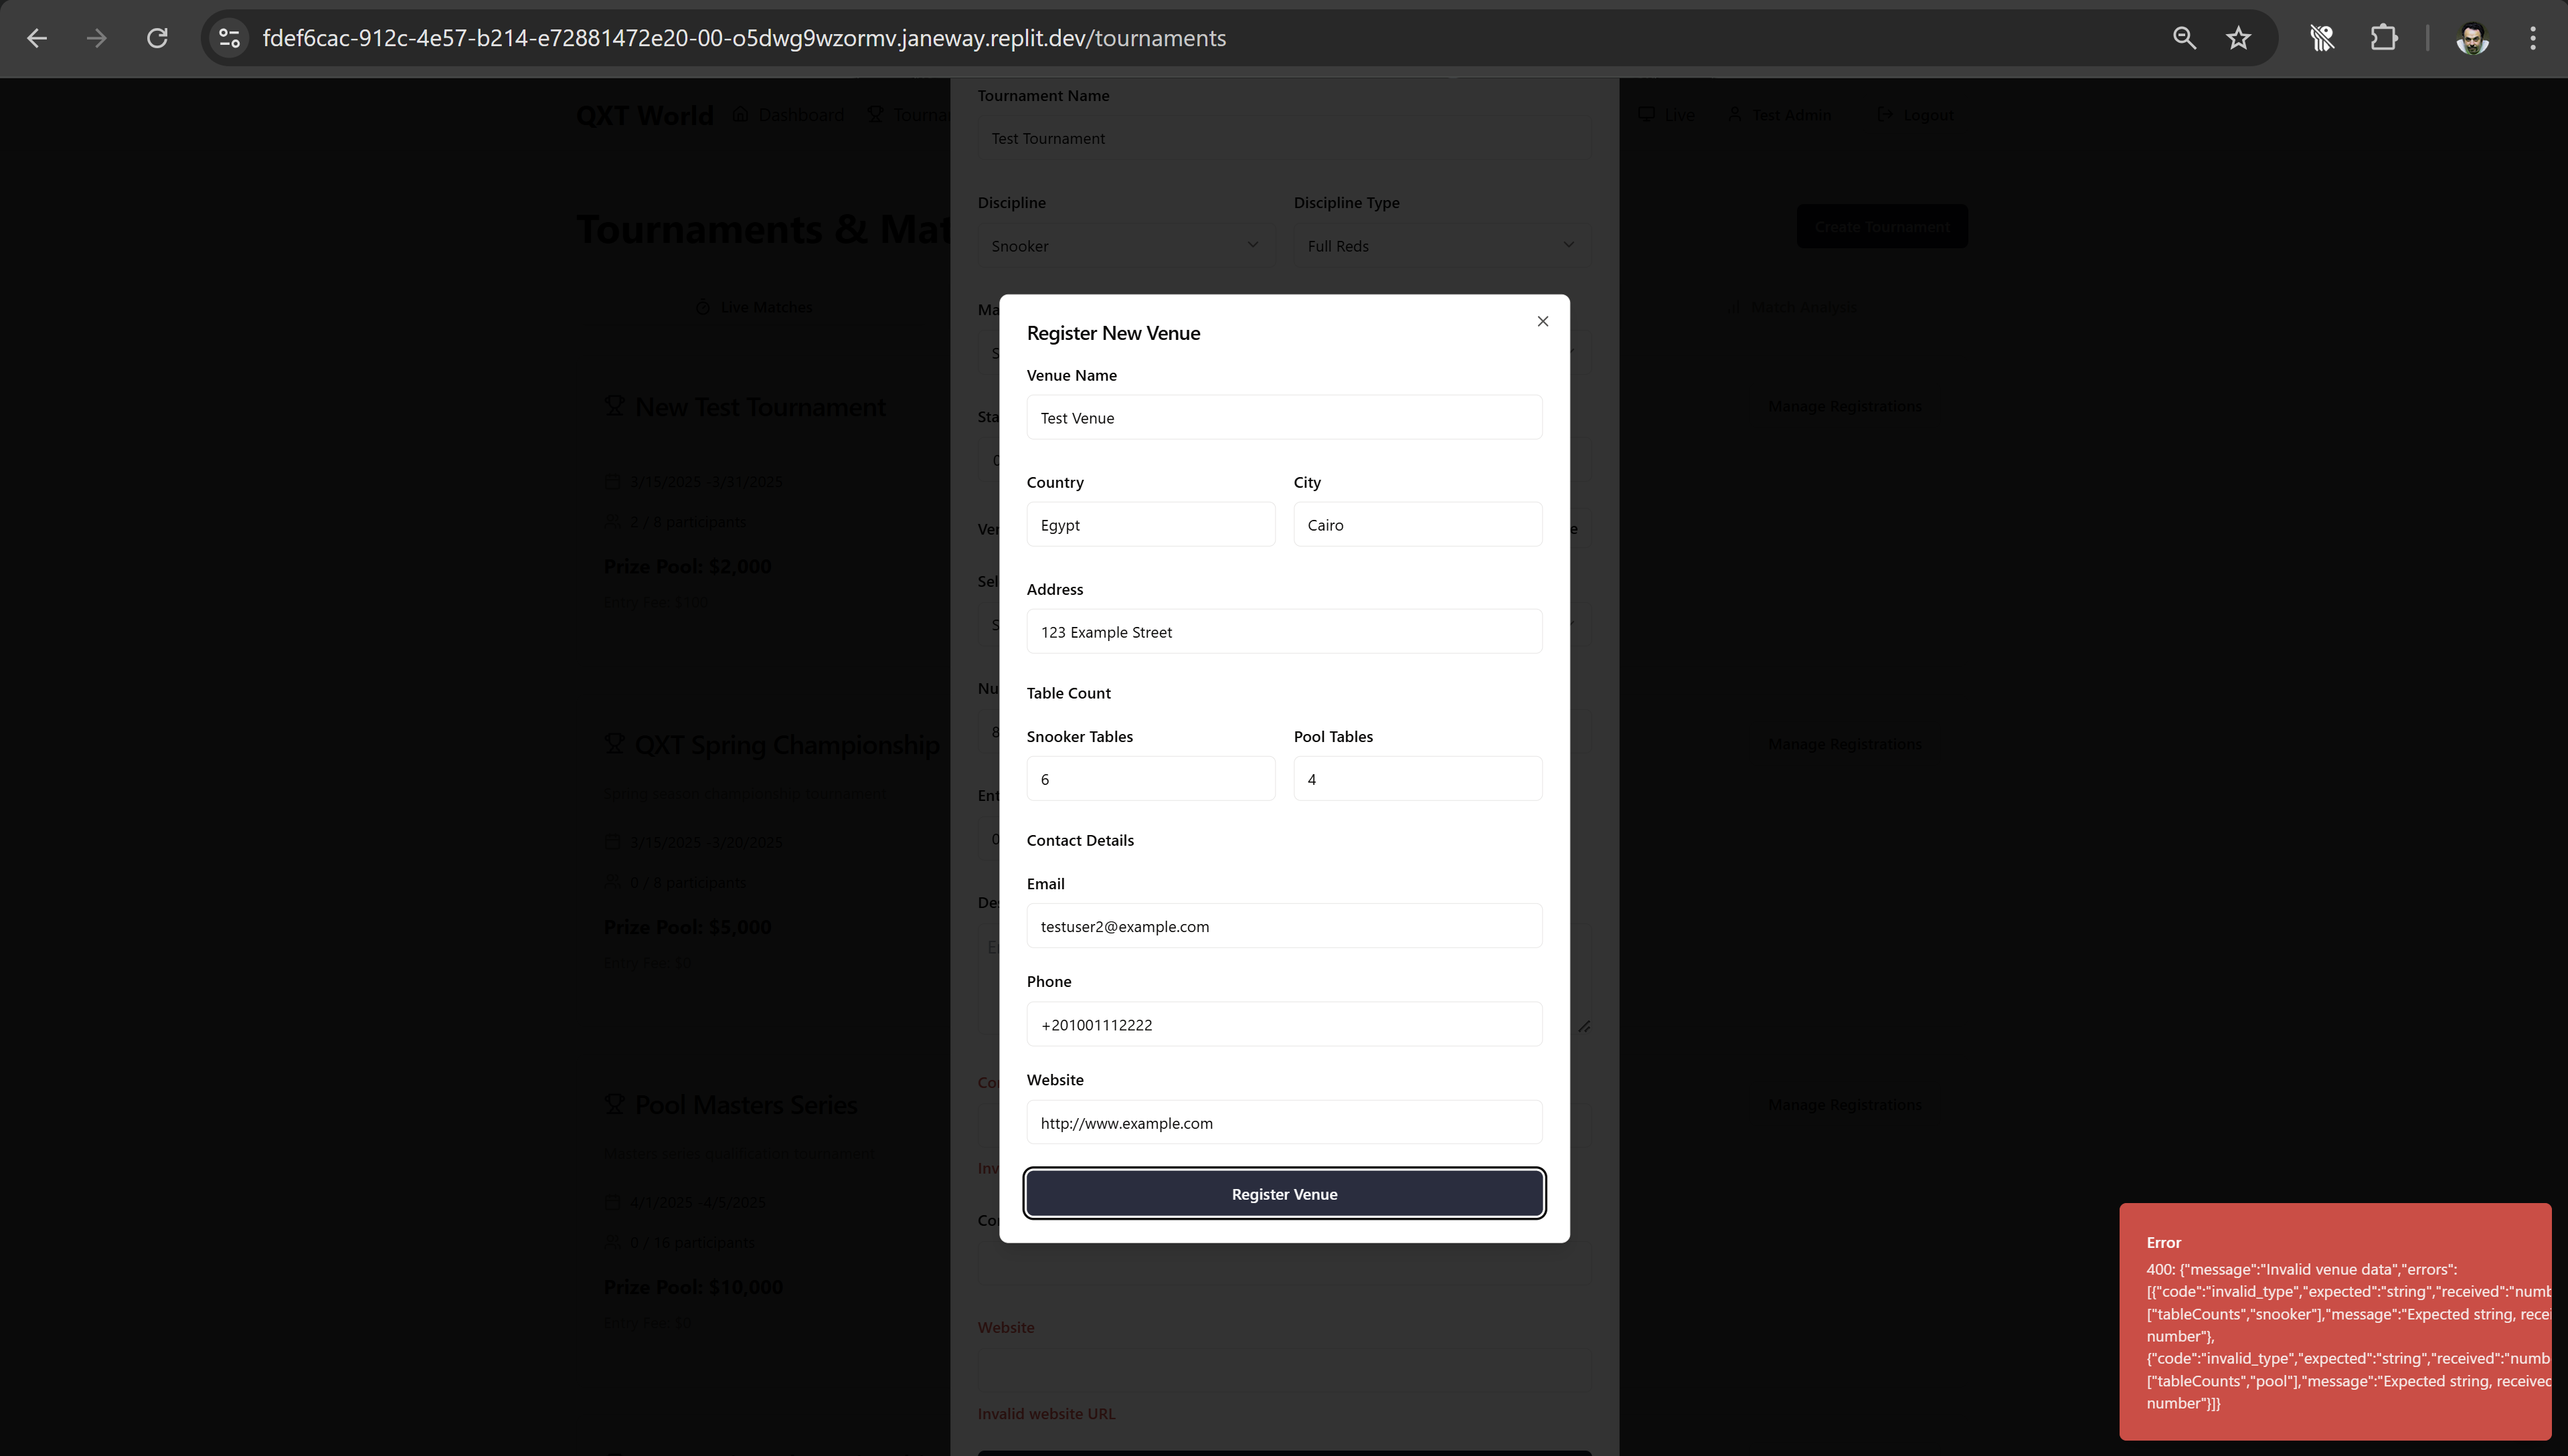 fdef6cac-912c-4e57-b214-e72881472e20-00-o5dwg9wzormv.janeway.replit.dev/tournaments
QXT World Dashboard
Live Test Admin Logout
Tournaments & Mat
Create Tournament
Live Matches
Match Analysis
New Test Tournament
Manage Registrations
3/15/2025 - 3/31/2025
2 / 8 participants
Prize Pool: $2,000
Entry Fee: $100
QXT Spring Championship
Manage Registrations
Spring season championship tournament
3/15/2025 - 3/20/2025
0 / 8 participants
Prize Pool: $5,000
Entry Fee: $0
Pool Masters Series
Manage Registrations
Masters series qualification tournament
4/1/2025 - 4/5/2025
0 / 16 participants
Prize Pool: $10,000
Entry Fee: $0
Tournament Name
Test Tournament
Discipline
Discipline Type
Snooker
Full Reds
Register New Venue
Venue Name
Test Venue
Country
City
Egypt
Cairo
Address
123 Example Street
Table Count
Snooker Tables
Pool Tables
6
4
Contact Details
Email
testuser2@example.com
Phone
+201001112222
Website
http://www.example.com
Register Venue
Website
Invalid website URL
Error
400: {"message":"Invalid venue data","errors":
[{"code":"invalid_type","expected":"string","received":"numb
["tableCounts","snooker"],"message":"Expected string, recei
number"},
{"code":"invalid_type","expected":"string","received":"numb
["tableCounts","pool"],"message":"Expected string, received
number"}]}